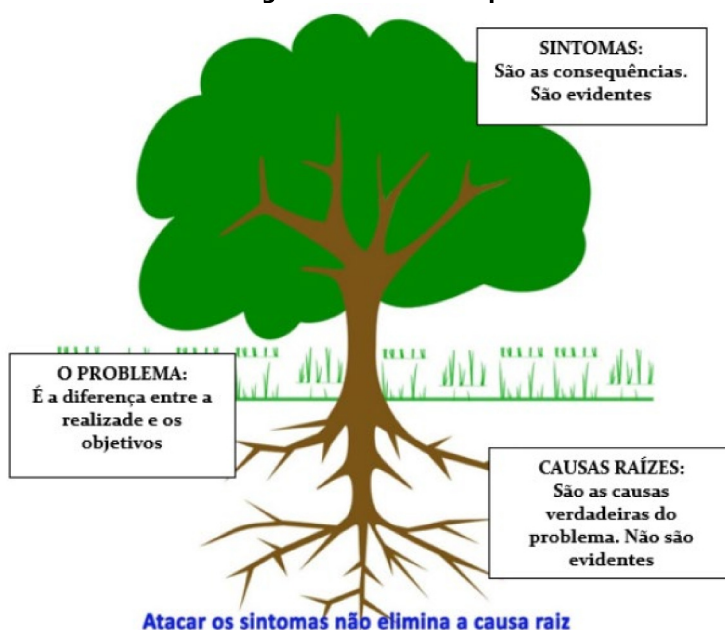 SINTOMAS:
São as consequências.
São evidentes
O PROBLEMA:
É a diferença entre a
realizade e os
objetivos
CAUSAS RAÍZES:
São as causas
verdadeiras do
problema. Não são
evidentes
Atacar os sintomas não elimina a causa raiz